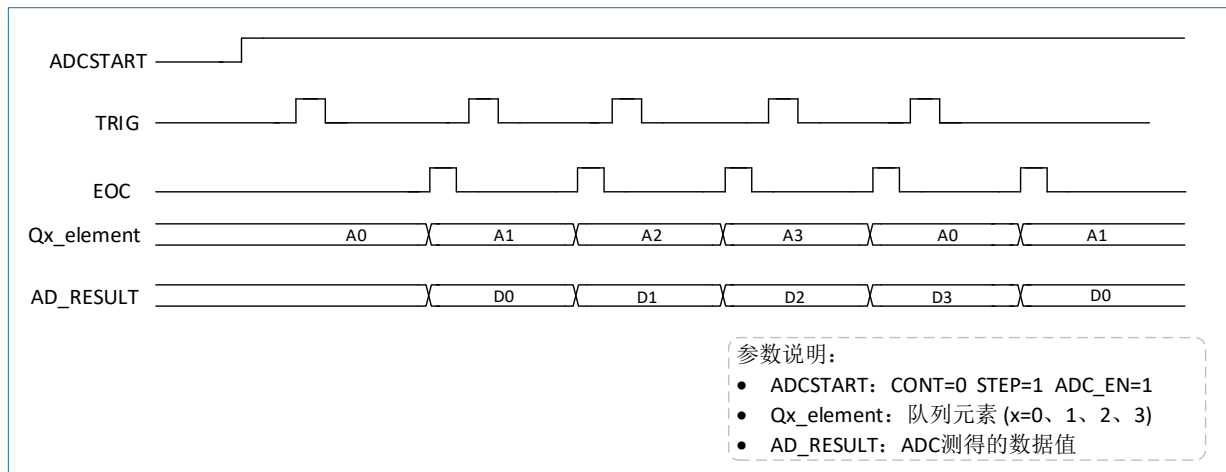 ADCSTART
TRIG
EOC
Qx_element A0 A1 A2 A3 A0 A1
AD_RESULT D0 D1 D2 D3 D0
参数说明：
• ADCSTART：CONT=0 STEP=1 ADC_EN=1
• Qx_element：队列元素 (x=0、1、2、3)
• AD_RESULT：ADC测得的数据值